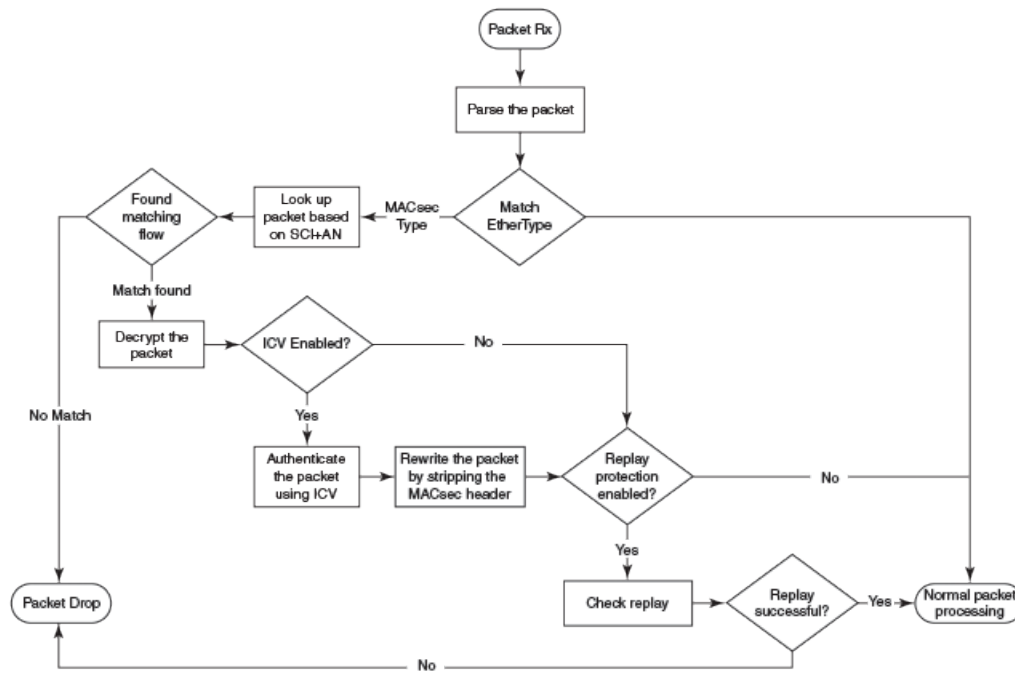 Packet Rx
Parse the packet
Match
EtherType
MACsec
Type
Look up
packet based
on SCI+AN
Found
matching
flow
Match found
Decrypt the
packet
ICV Enabled?
No
No Match
Yes
Authenticate
the packet
using ICV
Rewrite the packet
by stripping the
MACsec header
Replay
protection
enabled?
No
Yes
Packet Drop
Check replay
Replay
successful?
Yes
Normal packet
processing
No